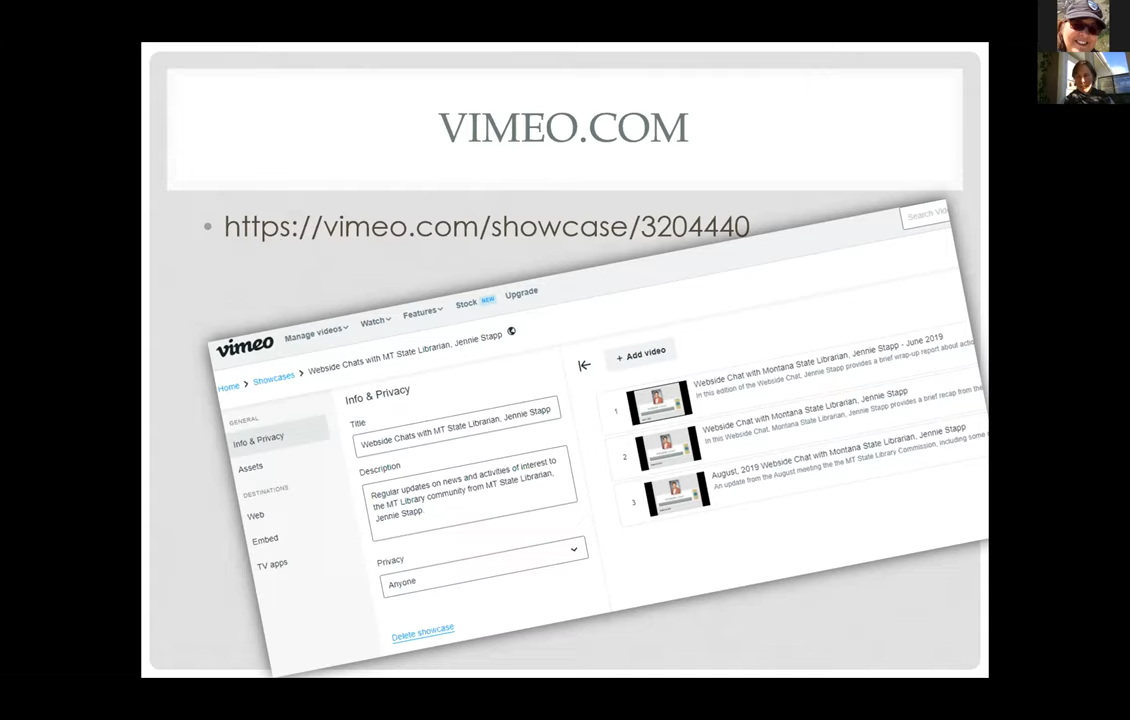 VIMEO.COM
• https://vimeo.com/showcase/3204440
Search
vimeo
Manage videos
Watch
Features
Stock NEW
Upgrade
Home > Showcases > Webside Chats with MT State Librarian, Jennie Stapp
GENERAL
Info & Privacy
Assets
DESTINATIONS
Web
Embed
TV apps
Info & Privacy
Title
Webside Chats with MT State Librarian, Jennie Stapp
Description
Regular updates on news and activities of interest to
the MT Library community from MT State Librarian,
Jennie Stapp.
Privacy
Anyone
Delete showcase
+ Add video
1
Webside Chat with Montana State Librarian, Jennie Stapp - June 2019
In this edition of the Webside Chat, Jennie Stapp provides a brief wrap-up report about
2
Webside Chat with Montana State Librarian, Jennie Stapp
In this Webside Chat, Montana State Librarian, Jennie Stapp provides a brief recap from the
3
August, 2019 Webside Chat with Montana State Librarian, Jennie Stapp
An update from the August meeting the the MT State Library Commission, including some